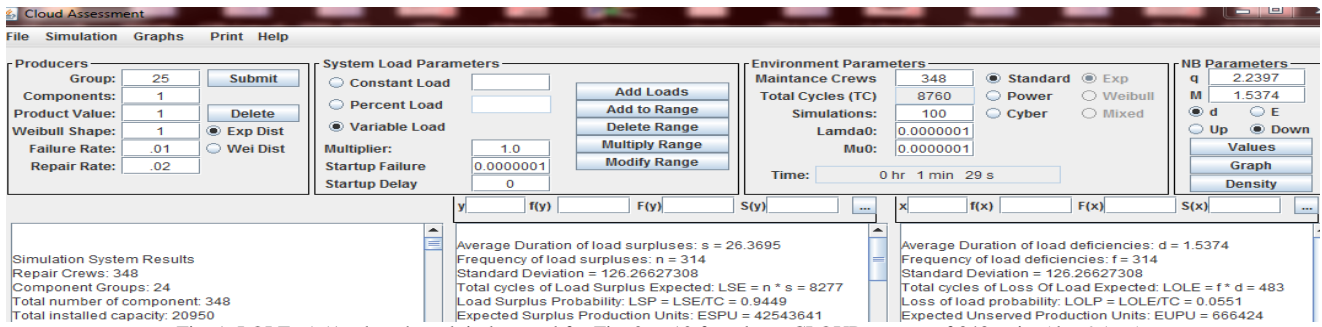 Cloud Assessment
File Simulation Graphs Print Help
Producers
Group: 25 Submit
Components: 1
Product Value: 1 Delete
Weibull Shape: 1 Exp Dist
Failure Rate: .01 Wei Dist
Repair Rate: .02
System Load Parameters
Constant Load
Percent Load
Variable Load
Multiplier: 1.0
Startup Failure 0.0000001
Startup Delay 0
Add Loads
Add to Range
Delete Range
Multiply Range
Modify Range
Environment Parameters
Maintance Crews 348 Standard Exp
Total Cycles (TC) 8760 Power Weibull
Simulations: 100 Cyber Mixed
Lamda0: 0.0000001
Mu0: 0.0000001
Time: 0 hr 1 min 29 s
NB Parameters
q 2.2397
M 1.5374
d E
Up Down
Values
Graph
Density
y f(y) F(y) S(y) ...
x f(x) F(x) S(x) ...
Simulation System Results
Repair Crews: 348
Component Groups: 24
Total number of component: 348
Total installed capacity: 20950
Average Duration of load surpluses: s = 26.3695
Frequency of load surpluses: n = 314
Standard Deviation = 126.26627308
Total cycles of Load Surplus Expected: LSE = n * s = 8277
Load Surplus Probability: LSP = LSE/TC = 0.9449
Expected Surplus Production Units: ESPU = 42543641
Average Duration of load deficiencies: d = 1.5374
Frequency of load deficiencies: f = 314
Standard Deviation = 126.26627308
Total cycles of Loss Of Load Expected: LOLE = f * d = 483
Loss of load probability: LOLP = LOLE/TC = 0.0551
Expected Unserved Production Units: EUPU = 666424